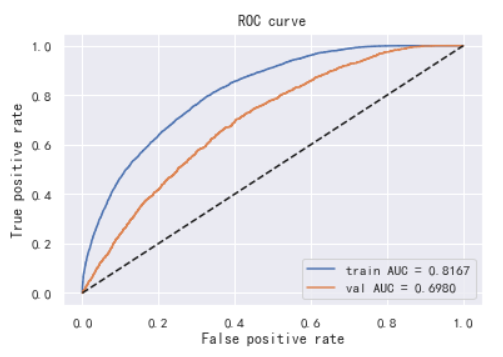 ROC curve
1.0
0.8
0.6
0.4
0.2
0.0
True positive rate
train AUC = 0.8167
val AUC = 0.6980
0.0 0.2 0.4 0.6 0.8 1.0
False positive rate